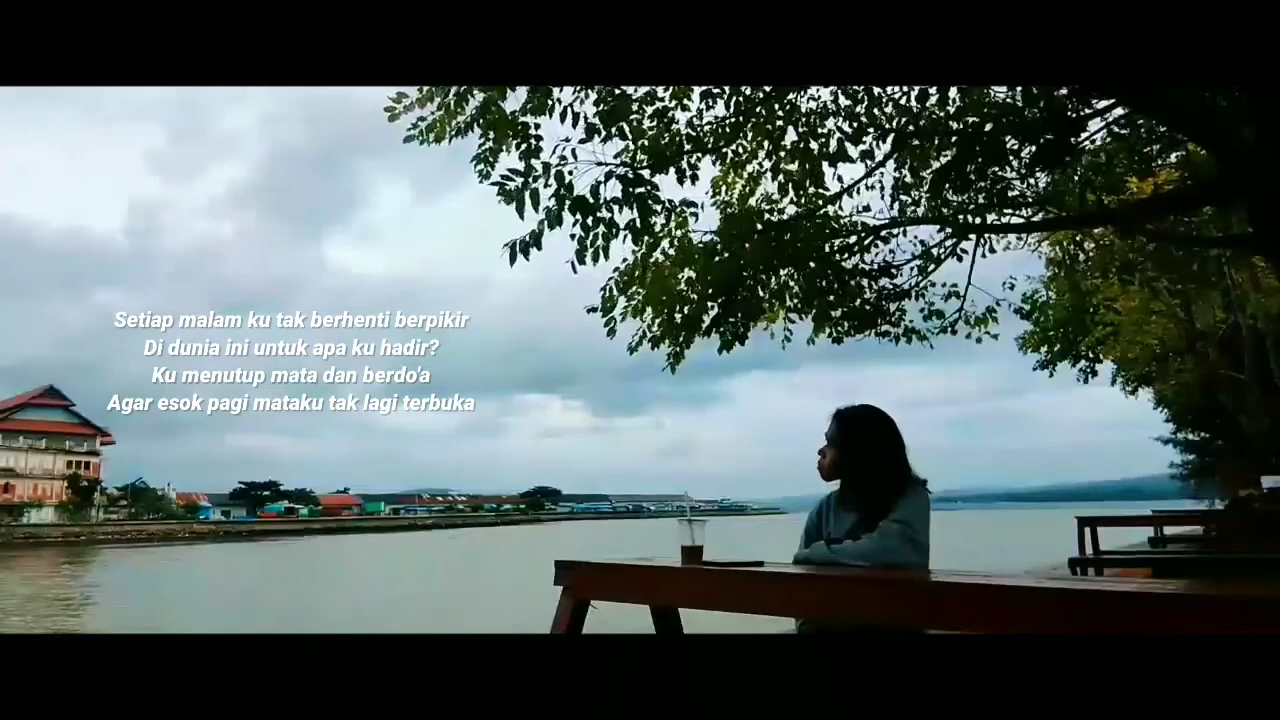 Setiap malam ku tak berhenti berpikir
Di dunia ini untuk apa ku hadir?
Ku menutup mata dan berdo'a
Agar esok pagi mataku tak lagi terbuka